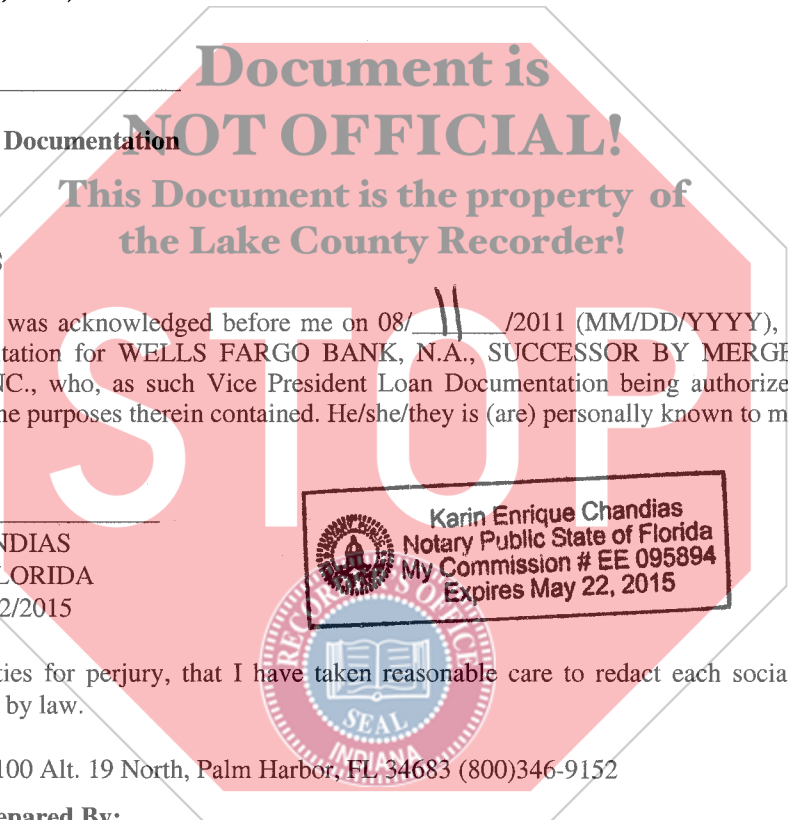 Document is
NOT OFFICIAL!
Documentation
This Document is the property of
the Lake County Recorder!
STOP
was acknowledged before me on 08/ 11 /2011 (MM/DD/YYYY),
tation for WELLS FARGO BANK, N.A., SUCCESSOR BY MERGE
NC., who, as such Vice President Loan Documentation being authorize
he purposes therein contained. He/she/they is (are) personally known to m
Karin Enrique Chandias
Notary Public State of Florida
My Commission # EE 095894
Expires May 22, 2015
NDIAS
LORIDA
2/2015
RECORDER'S OFFICE
SEAL
INDIANA
ties for perjury, that I have taken reasonable care to redact each socia
by law.
100 Alt. 19 North, Palm Harbor, FL 34683 (800)346-9152
epared By: